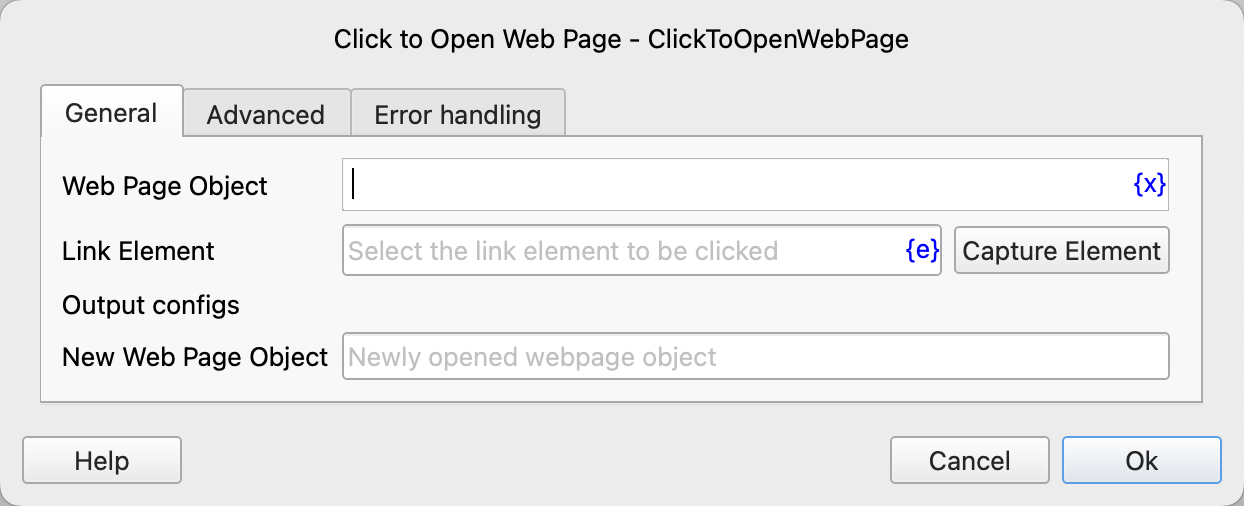 Click to Open Web Page - ClickToOpenWebPage
General Advanced Error handling
Web Page Object {x}
Link Element Select the link element to be clicked {e} Capture Element
Output configs
New Web Page Object Newly opened webpage object
Help Cancel Ok